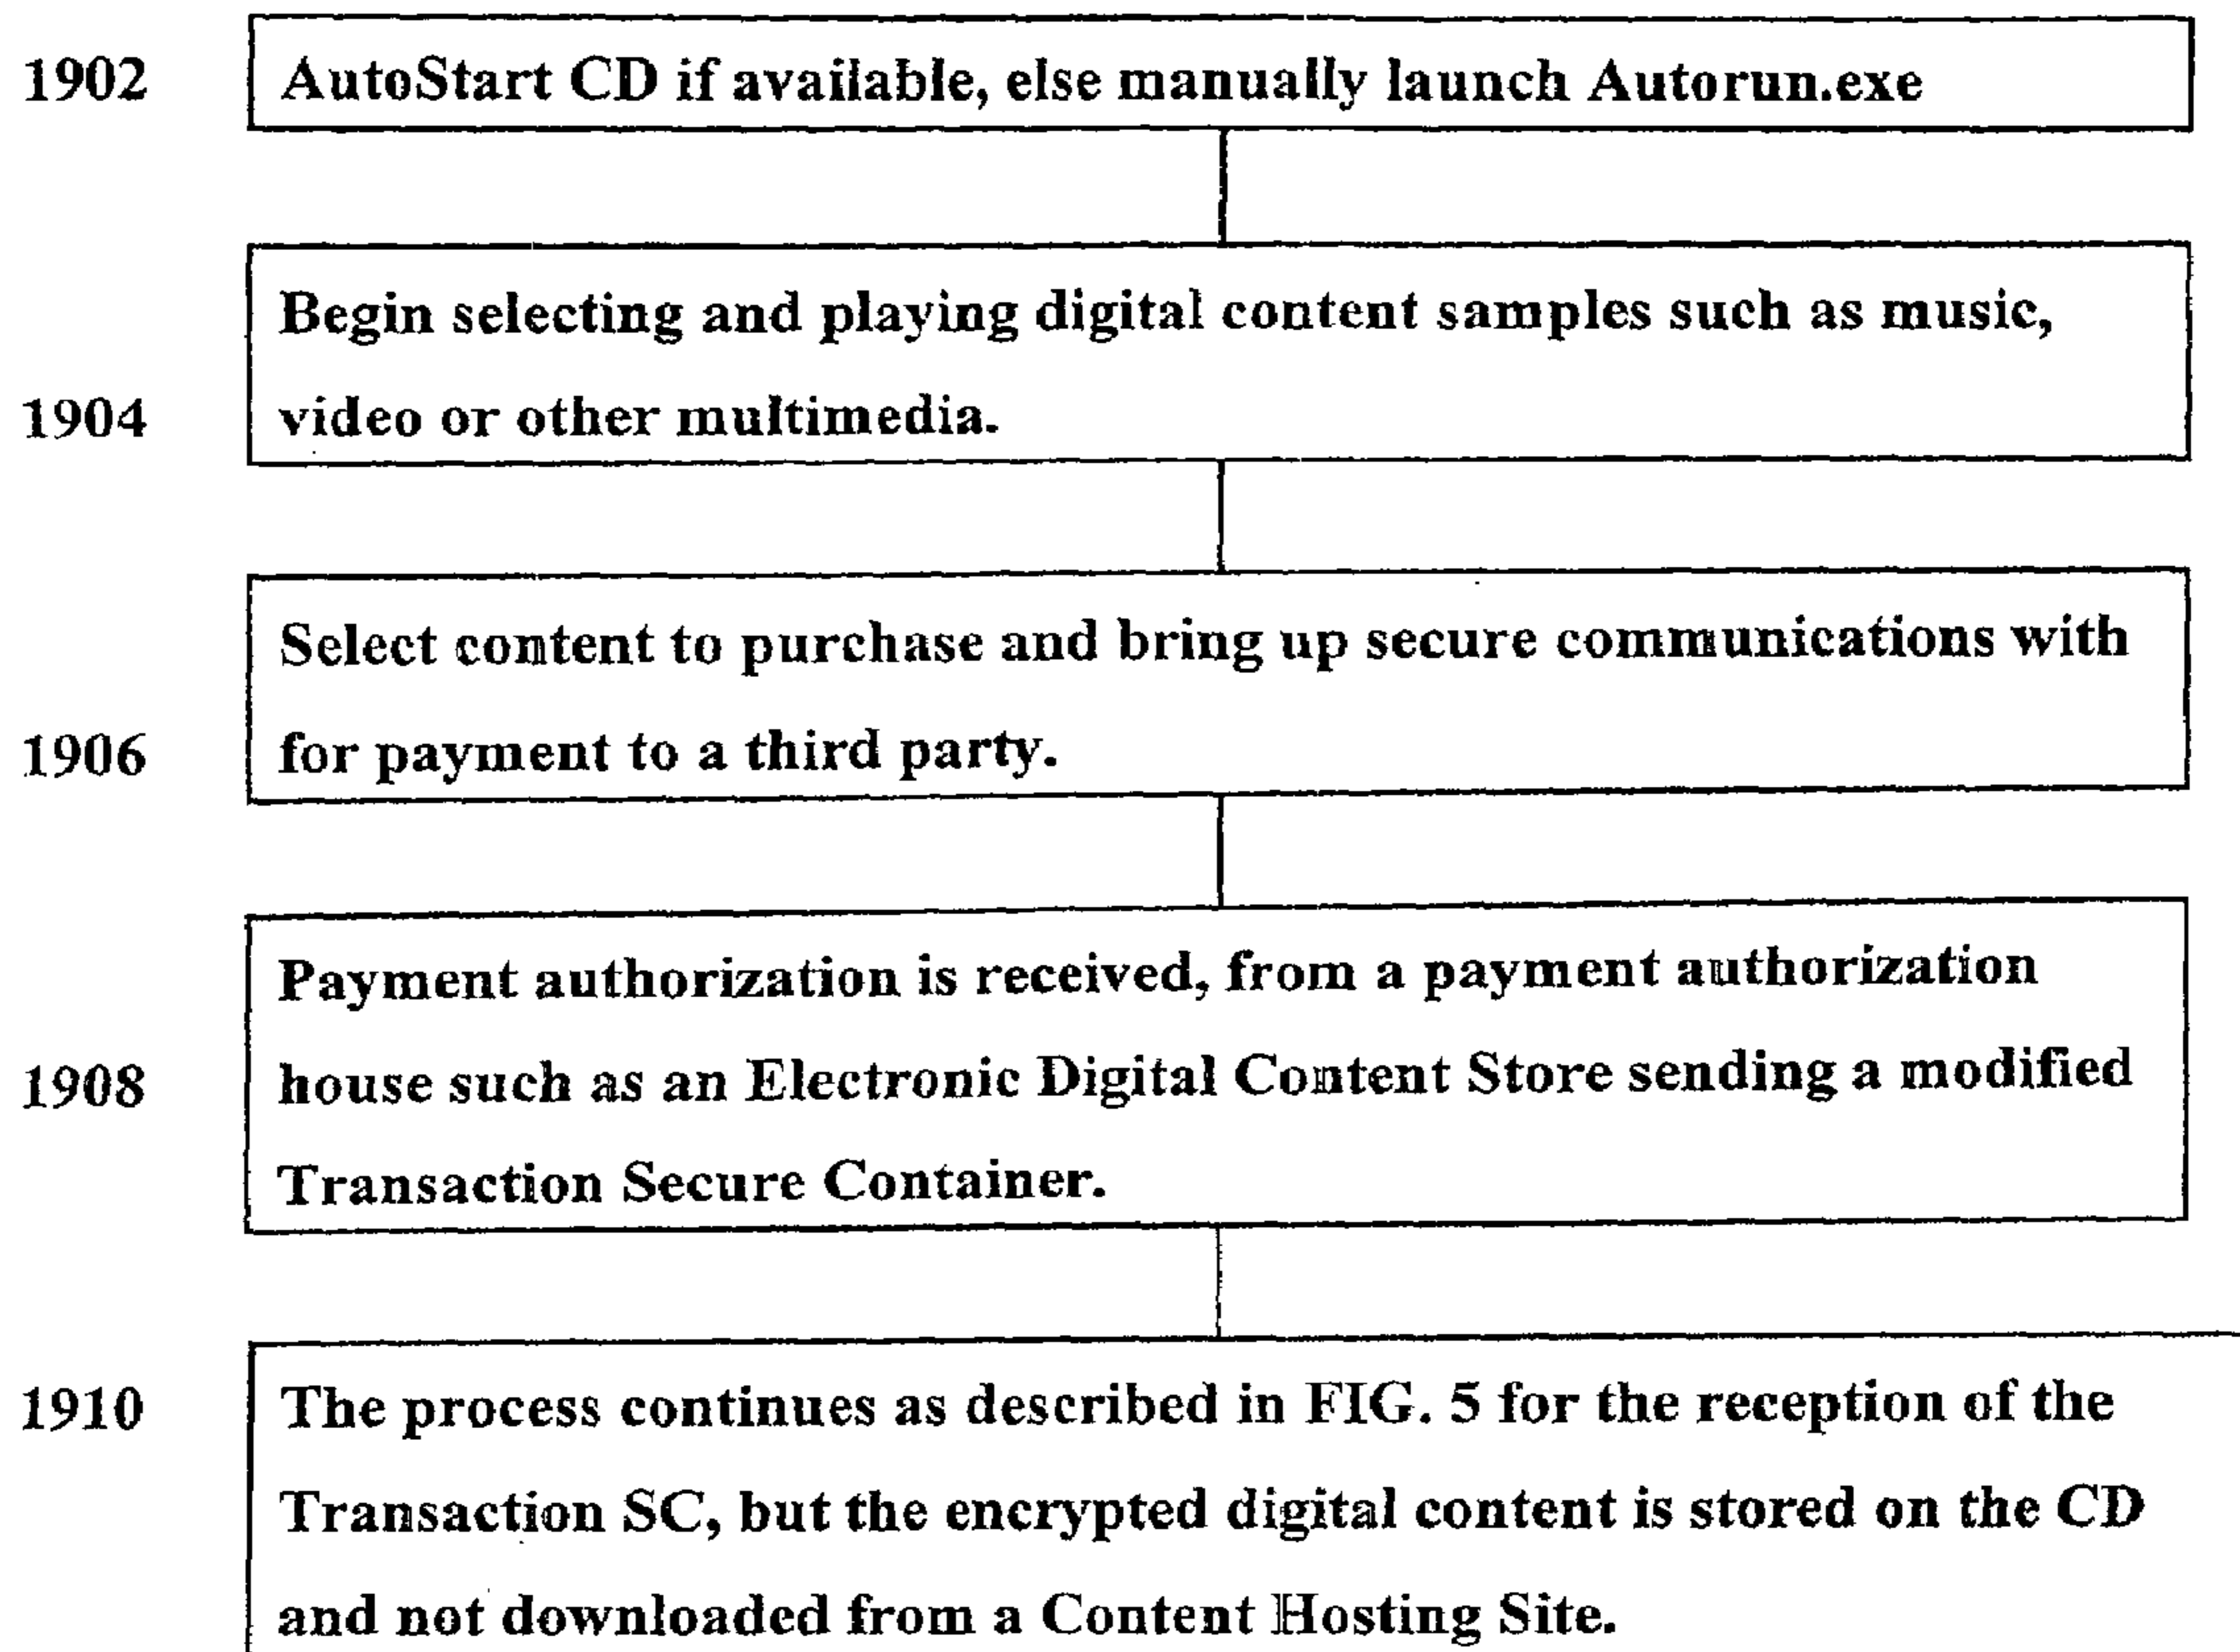 1902 AutoStart CD if available, else manually launch Autorun.exe
Begin selecting and playing digital content samples such as music,
1904 video or other multimedia.
Select content to purchase and bring up secure communications with
1906 for payment to a third party.
Payment authorization is received, from a payment authorization
1908 house such as an Electronic Digital Content Store sending a modified
Transaction Secure Container.
1910 The process continues as described in FIG. 5 for the reception of the
Transaction SC, but the encrypted digital content is stored on the CD
and not downloaded from a Content Hosting Site.